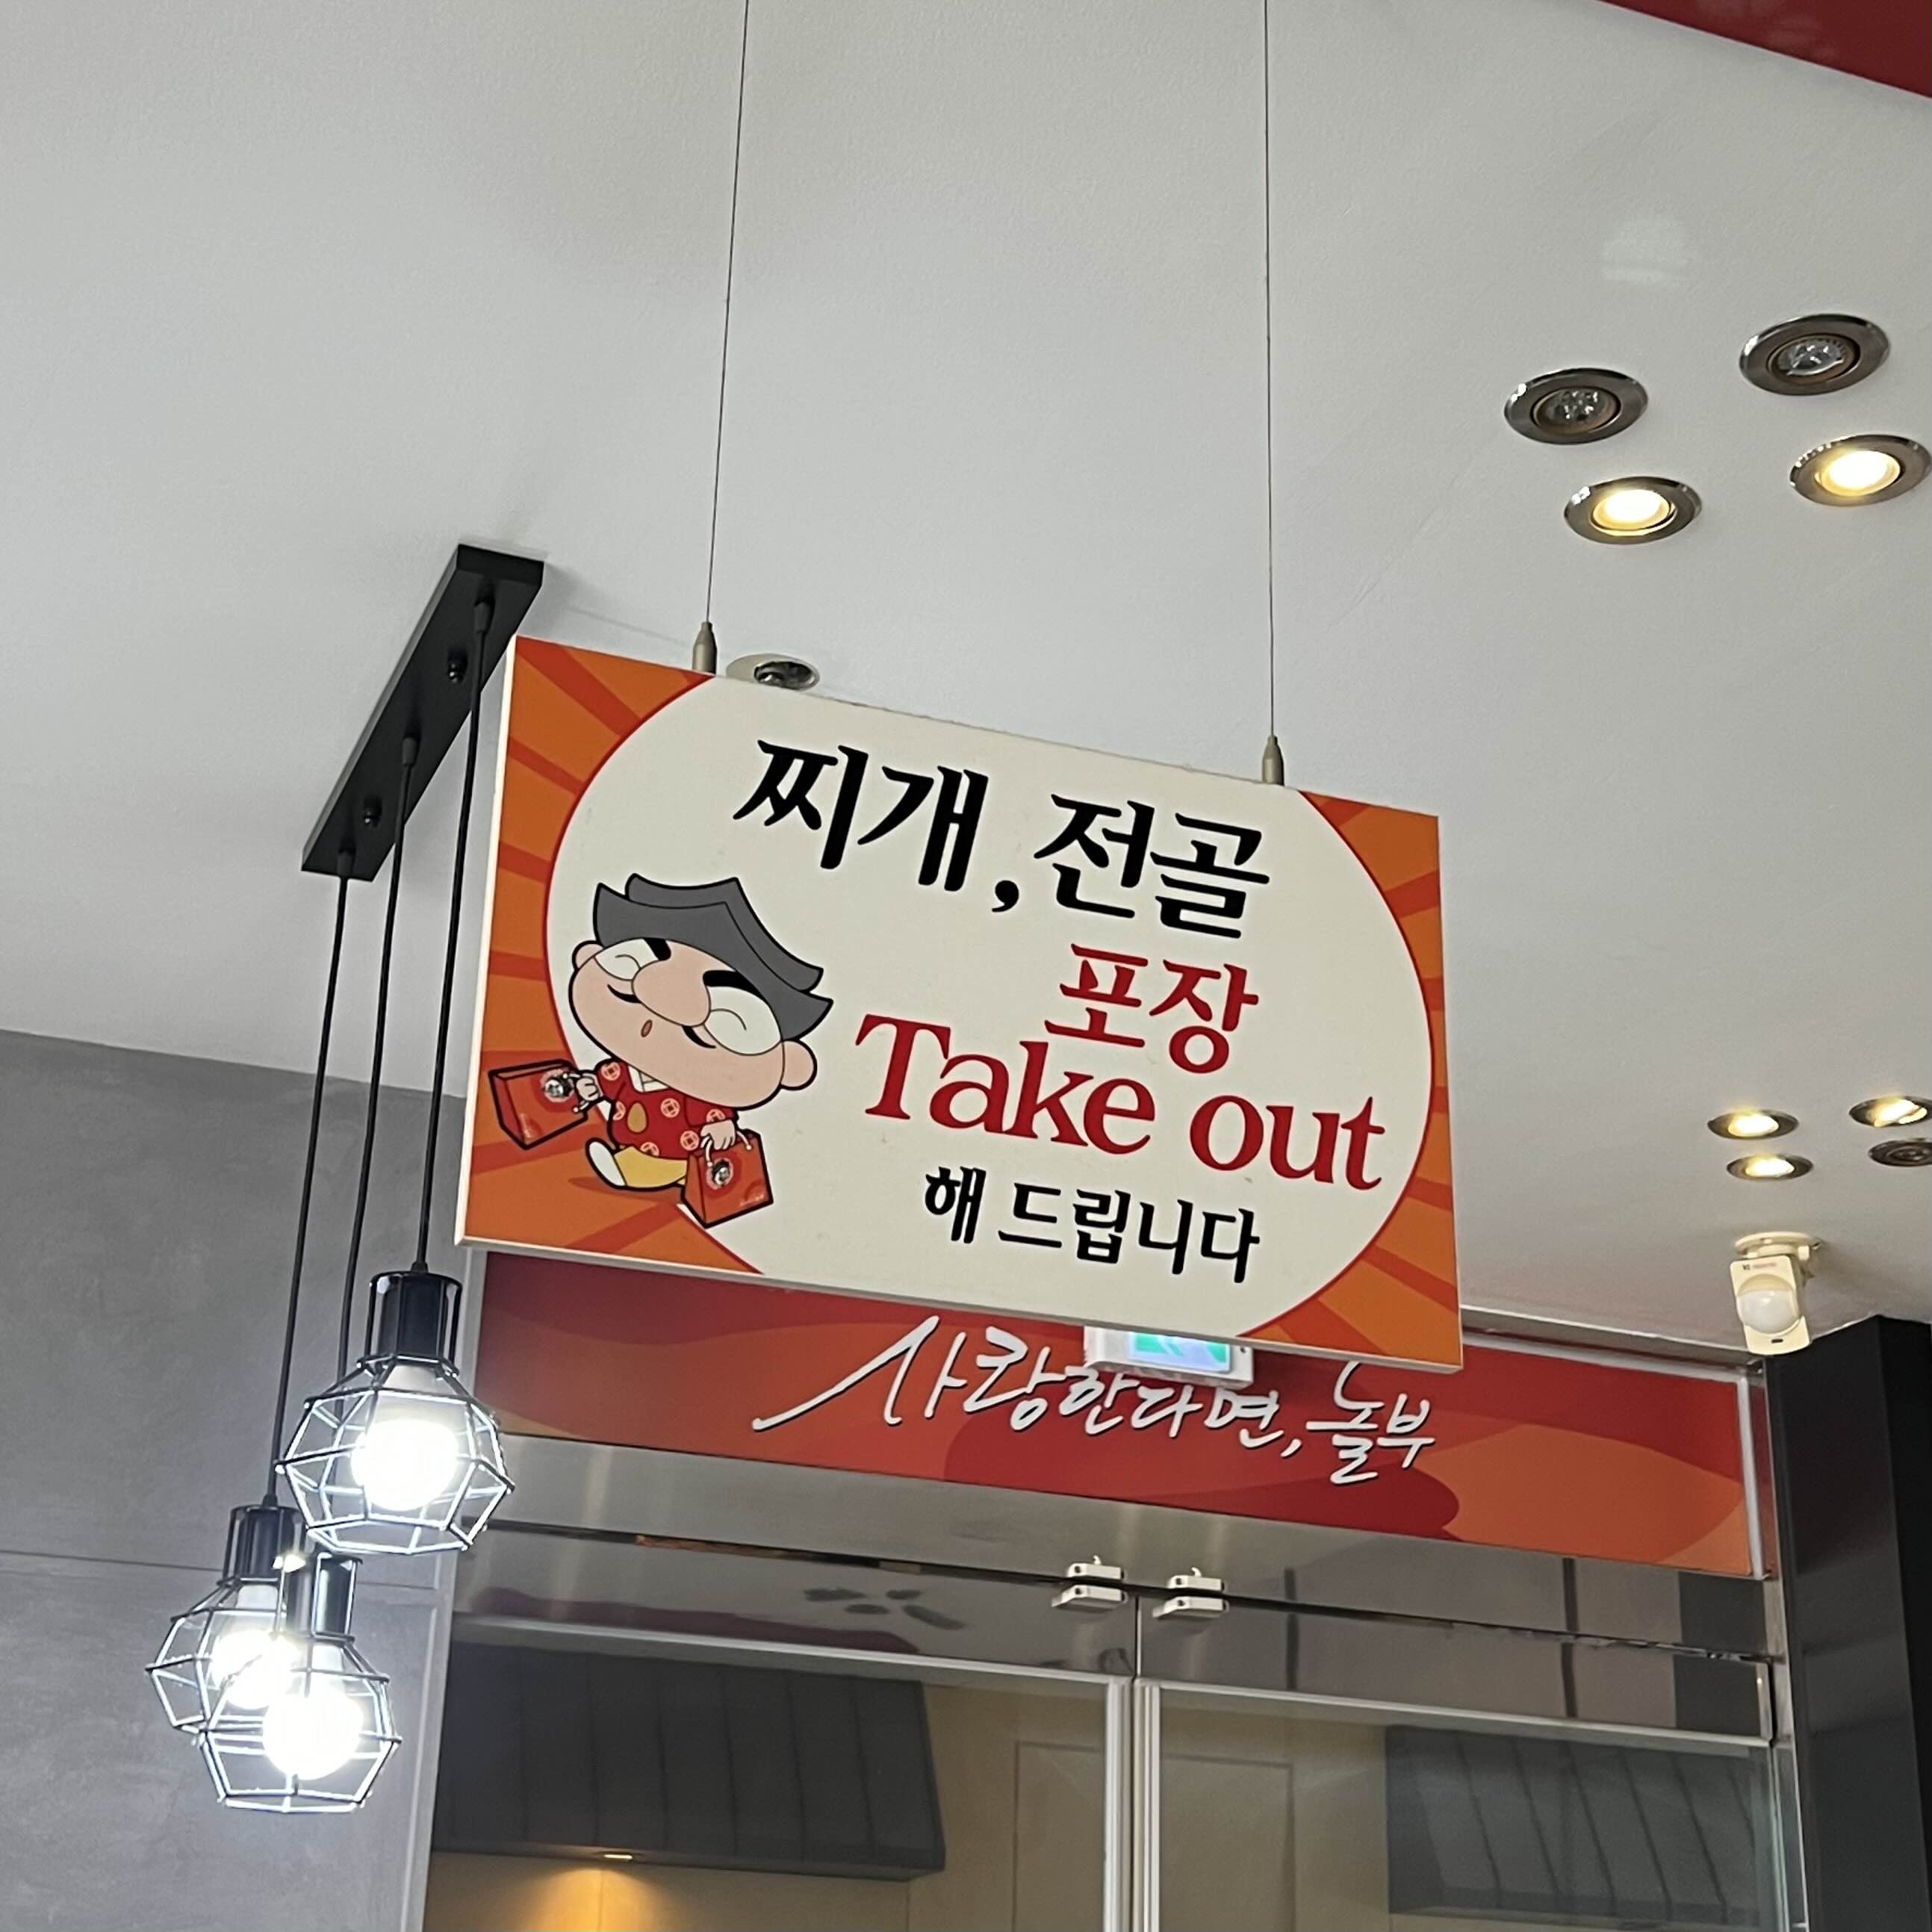 찌개, 전골
포장
Take out
해 드립니다
사랑한다면, 놀부